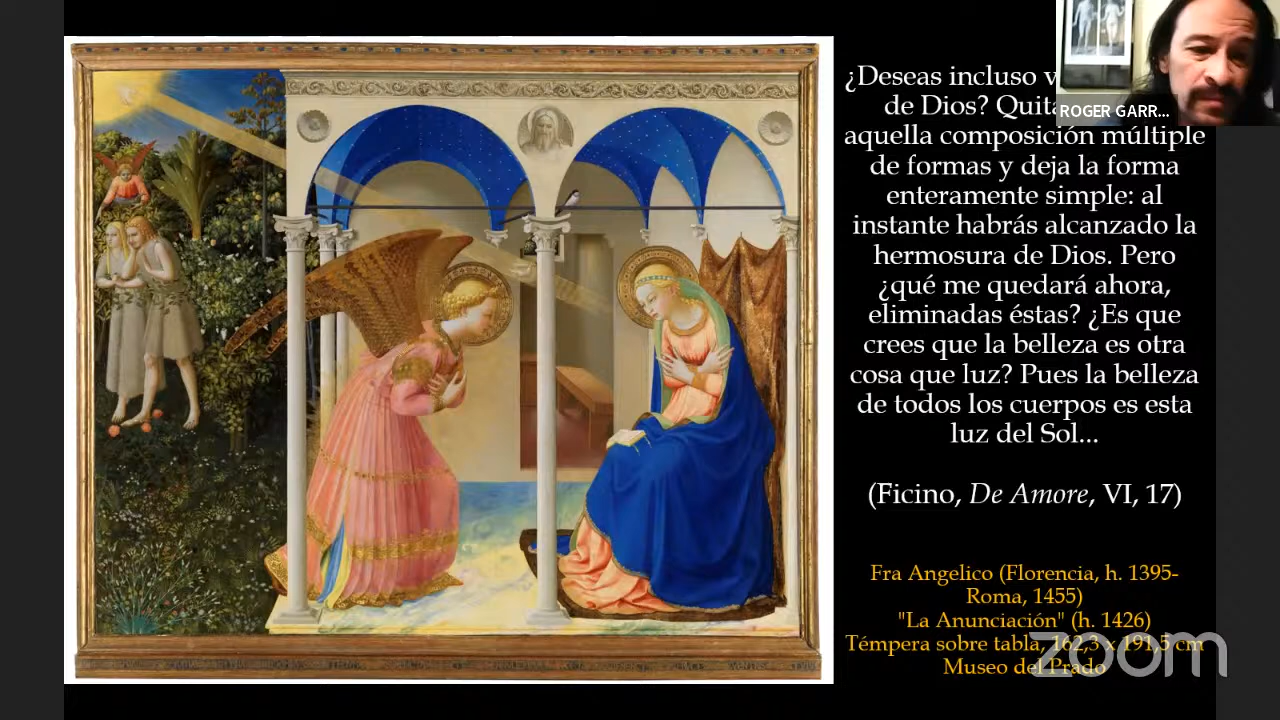 ¿Deseas incluso
de Dios?
aquella composición múltiple
de formas y deja la forma
enteramente simple: al
instante habrás alcanzado la
hermosura de Dios. Pero
¿qué me quedará ahora,
eliminadas éstas? ¿Es que
crees que la belleza es otra
cosa que luz? Pues la belleza
de todos los cuerpos es esta
luz del Sol...
(Ficino, De Amore, VI, 17)
Fra Angelico (Florencia, h. 1395-
Roma, 1455)
"La Anunciación" (h. 1426)
Témpera sobre tabla, 162,3 x 191,5 cm
Museo del Prado
ROGER GARR...
zoom